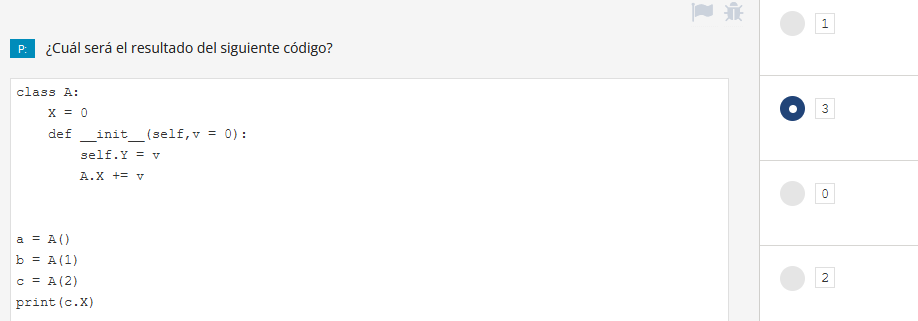 P: ¿Cuál será el resultado del siguiente código?
class A:
    X = 0
    def __init__(self,v = 0):
        self.Y = v
        A.X += v
a = A()
b = A(1)
c = A(2)
print(c.X)
1
3
0
2